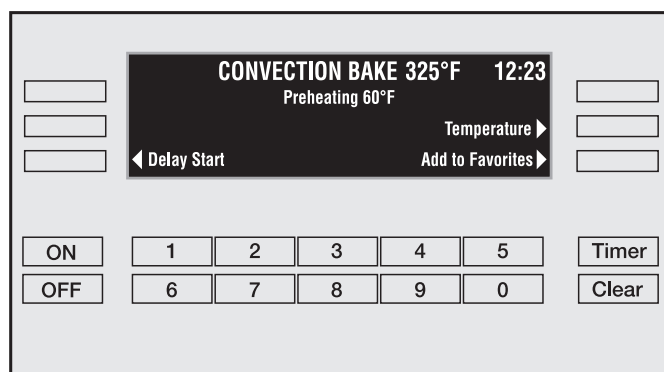 CONVECTION BAKE 325°F 12:23
Preheating 60°F
Temperature
Delay Start Add to Favorites
ON 1 2 3 4 5 Timer
OFF 6 7 8 9 0 Clear